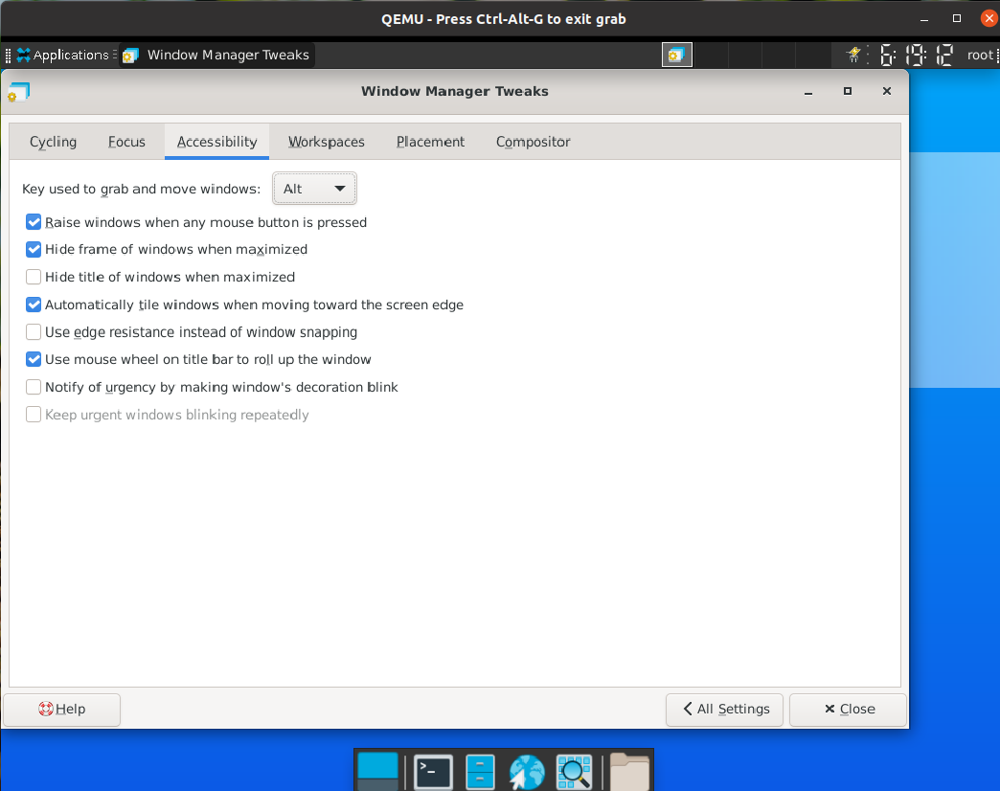 QEMU - Press Ctrl-Alt-G to exit grab
Applications Window Manager Tweaks 6:19:12 root
Window Manager Tweaks
Cycling Focus Accessibility Workspaces Placement Compositor
Key used to grab and move windows: Alt
Raise windows when any mouse button is pressed
Hide frame of windows when maximized
Hide title of windows when maximized
Automatically tile windows when moving toward the screen edge
Use edge resistance instead of window snapping
Use mouse wheel on title bar to roll up the window
Notify of urgency by making window's decoration blink
Keep urgent windows blinking repeatedly
Help All Settings Close